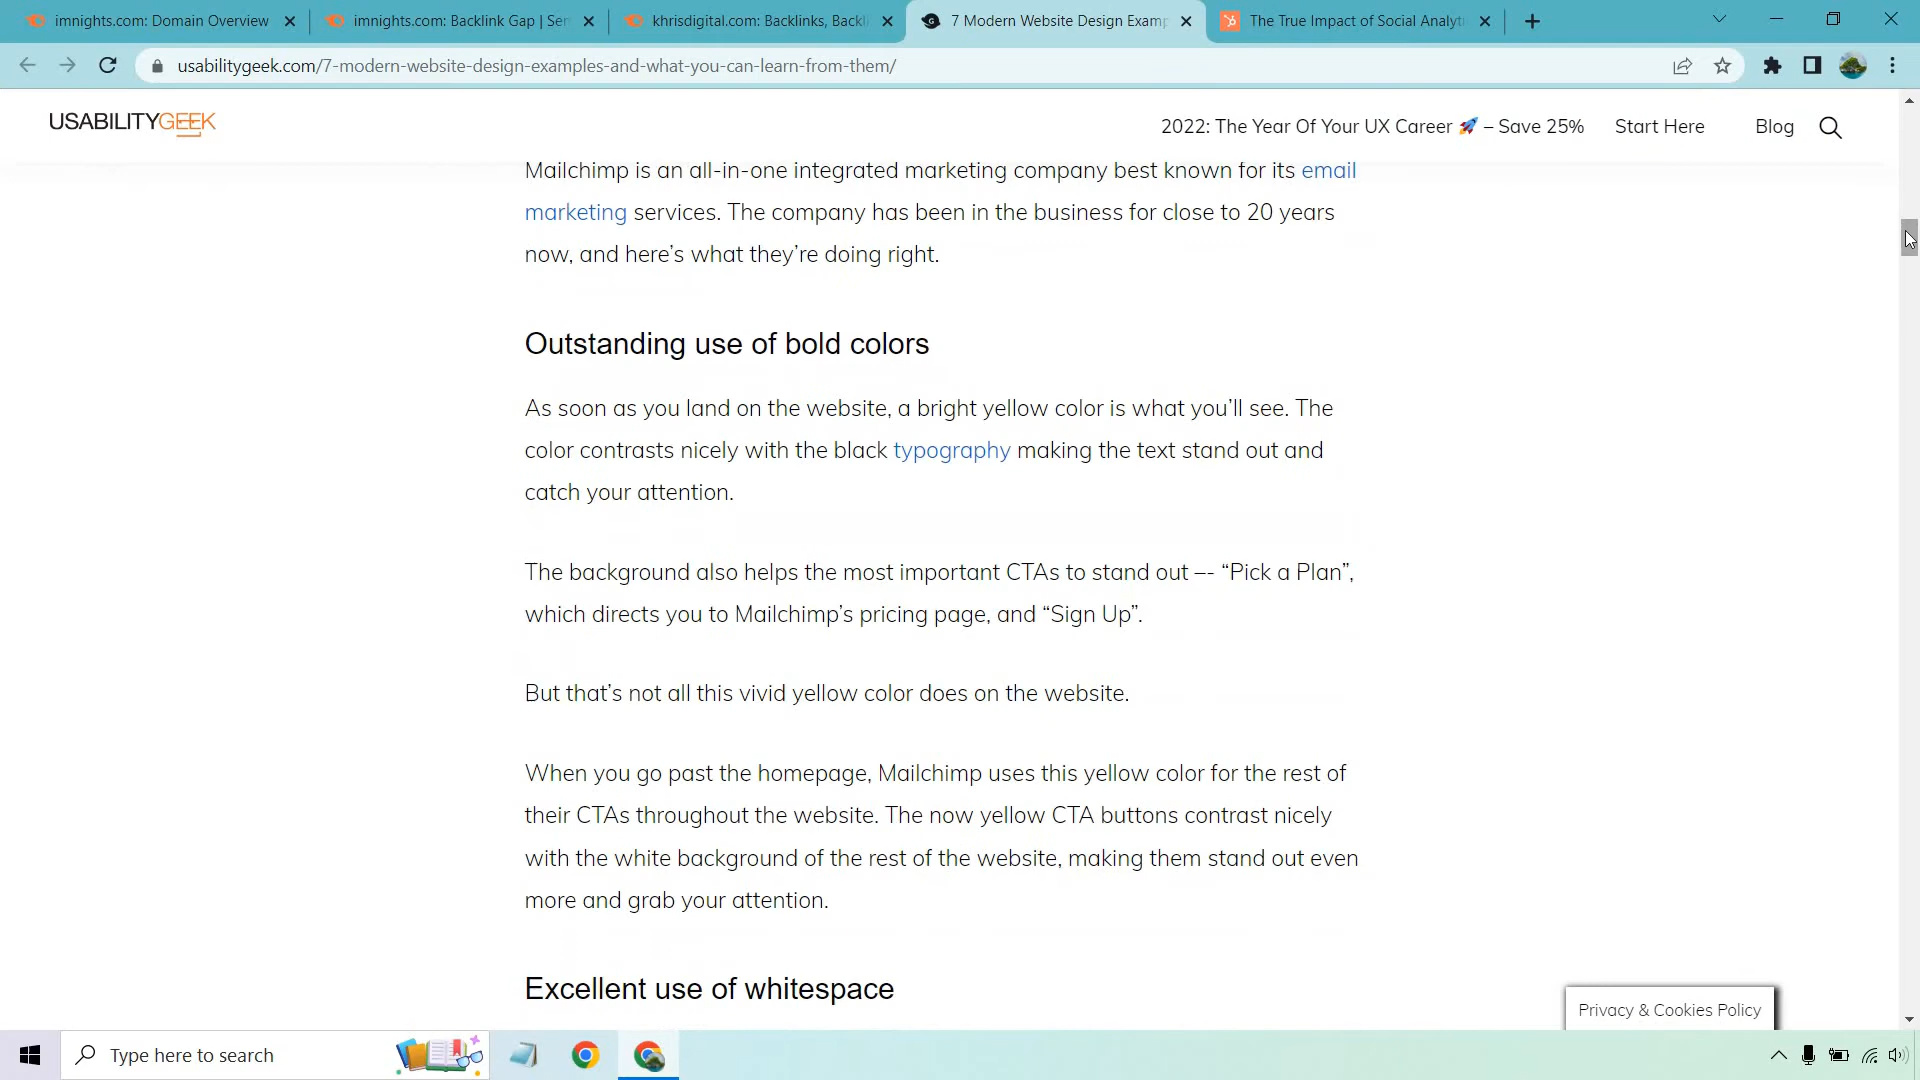 imnights.com: Domain Overview
imnights.com: Backlink Gap | Sem
khrisdigital.com: Backlinks, Backli
7 Modern Website Design Examp
The True Impact of Social Analyti
usabilitygeek.com/7-modern-website-design-examples-and-what-you-can-learn-from-them/
USABILITYGEEK
2022: The Year Of Your UX Career 🚀 – Save 25%
Start Here
Blog
Mailchimp is an all-in-one integrated marketing company best known for its email
marketing services. The company has been in the business for close to 20 years
now, and here’s what they’re doing right.
Outstanding use of bold colors
As soon as you land on the website, a bright yellow color is what you’ll see. The
color contrasts nicely with the black typography making the text stand out and
catch your attention.
The background also helps the most important CTAs to stand out –- “Pick a Plan”,
which directs you to Mailchimp’s pricing page, and “Sign Up”.
But that’s not all this vivid yellow color does on the website.
When you go past the homepage, Mailchimp uses this yellow color for the rest of
their CTAs throughout the website. The now yellow CTA buttons contrast nicely
with the white background of the rest of the website, making them stand out even
more and grab your attention.
Excellent use of whitespace
Privacy & Cookies Policy
Type here to search